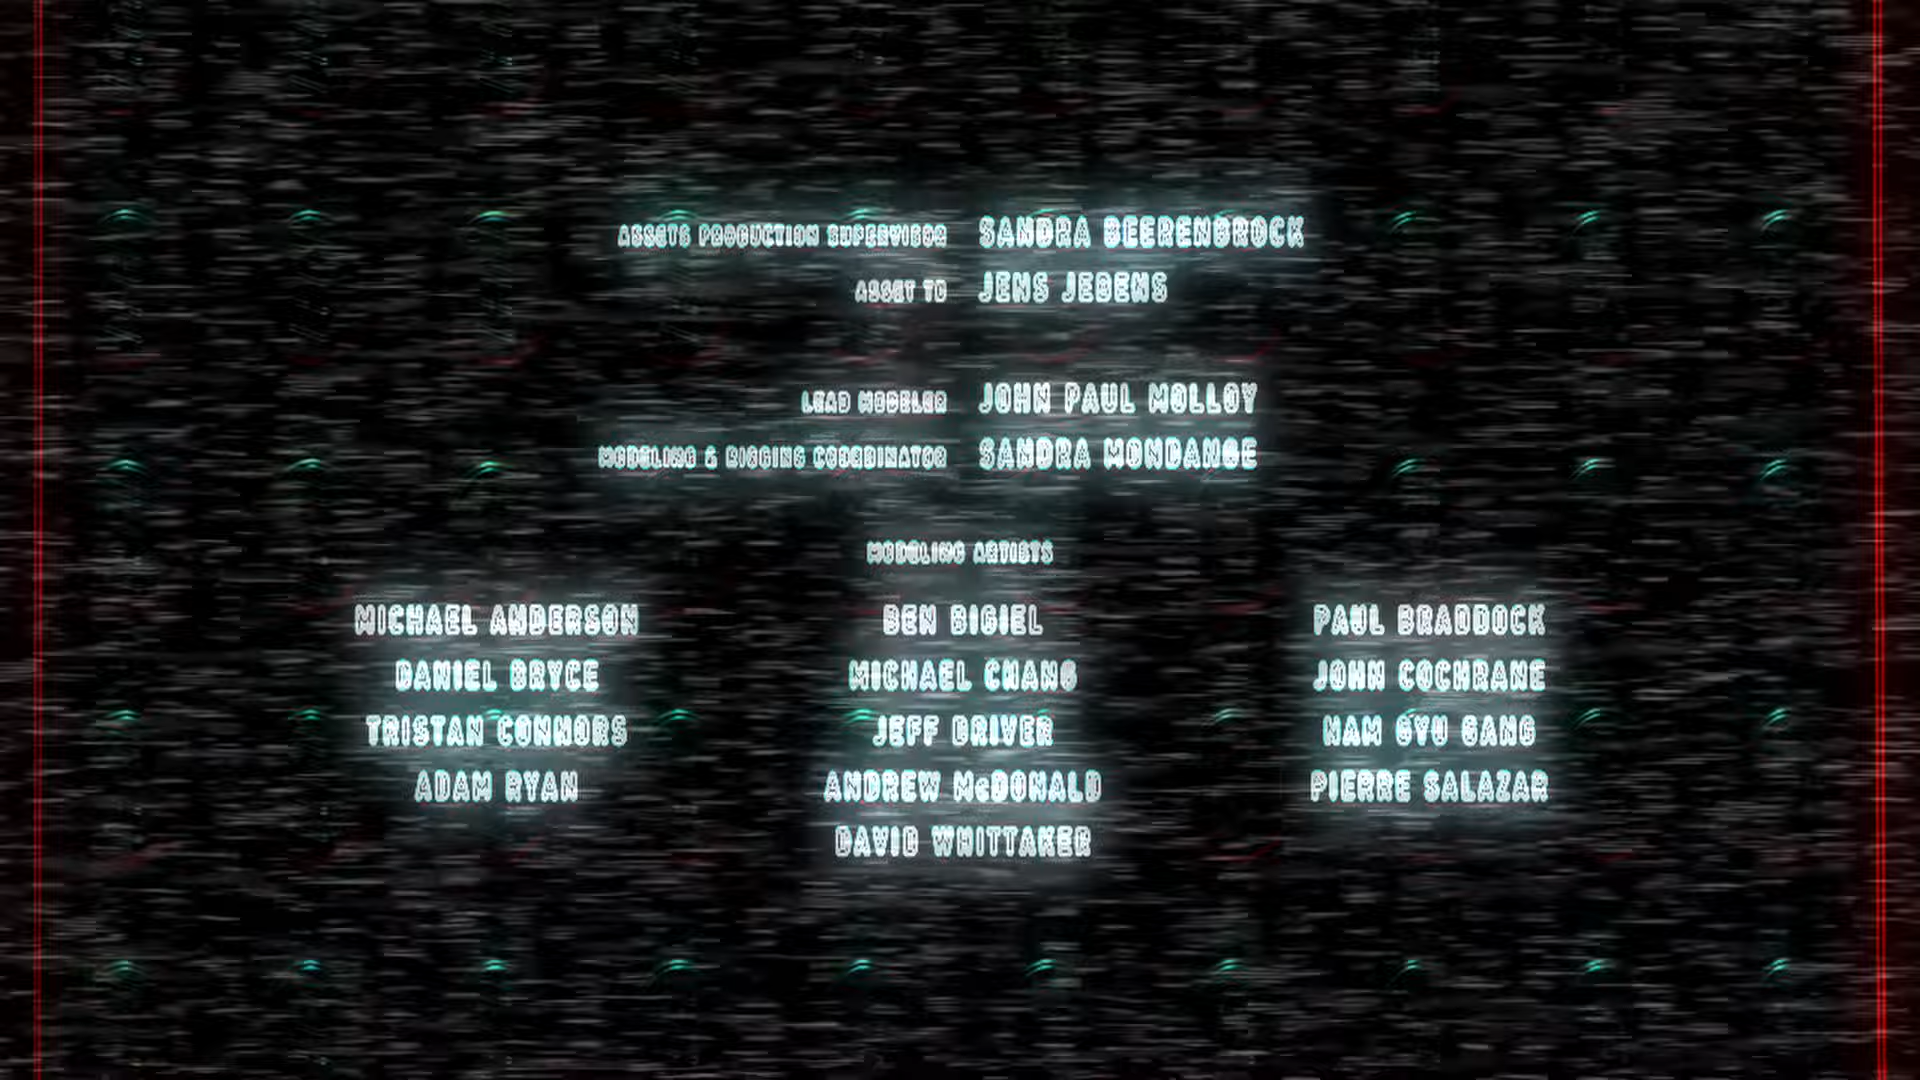 ASSETS PRODUCTION SUPERVISOR SANDRA BEERENBROCK
ASSET TD JENS JEBENS
LEAD MODELER JOHN PAUL MOLLOY
MODELING & RIGGING COORDINATOR SANDRA MONDANGE
MODELING ARTISTS
MICHAEL ANDERSON BEN BIGIEL PAUL BRADDOCK
DANIEL BRYCE MICHAEL CHANG JOHN COCHRANE
TRISTAN CONNORS JEFF DRIVER NAM GYU GANG
ADAM RYAN ANDREW McDONALD PIERRE SALAZAR
DAVID WHITTAKER